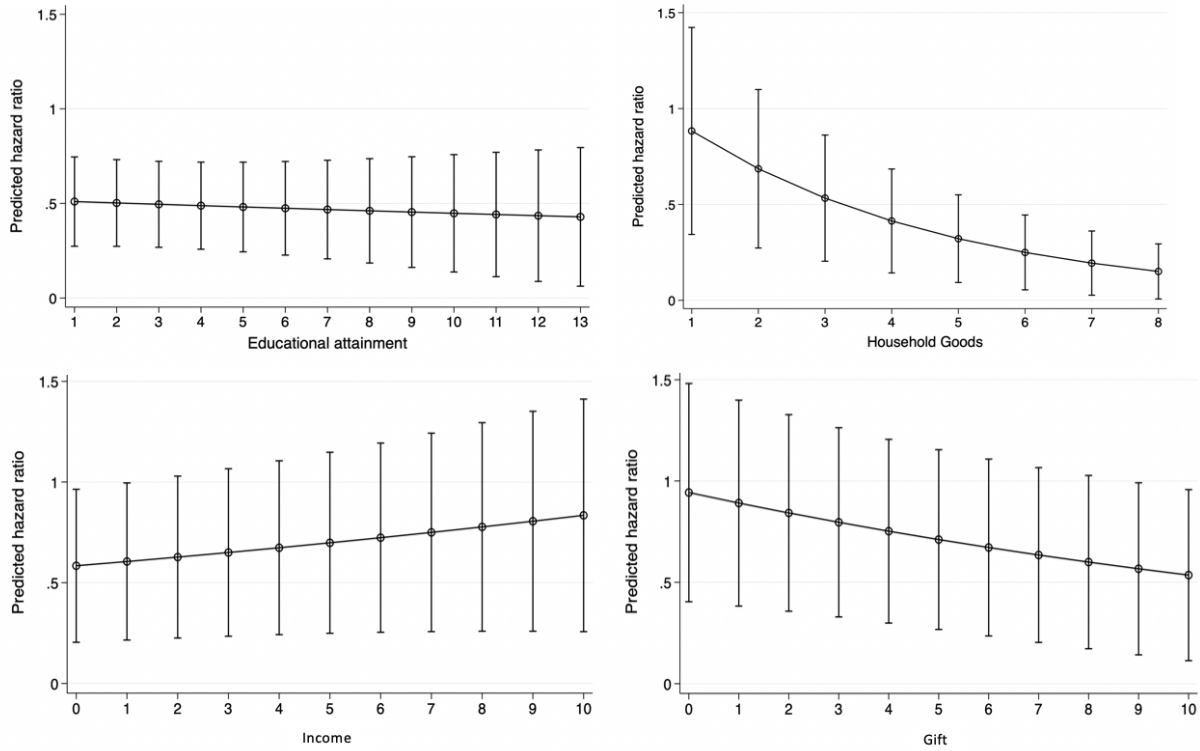 1.5
1
.5
0
Predicted hazard ratio
1 2 3 4 5 6 7 8 9 10 11 12 13
Educational attainment
1.5
1
.5
0
Predicted hazard ratio
1 2 3 4 5 6 7 8
Household Goods
1.5
1
.5
0
Predicted hazard ratio
0 1 2 3 4 5 6 7 8 9 10
Income
1.5
1
.5
0
Predicted hazard ratio
0 1 2 3 4 5 6 7 8 9 10
Gift